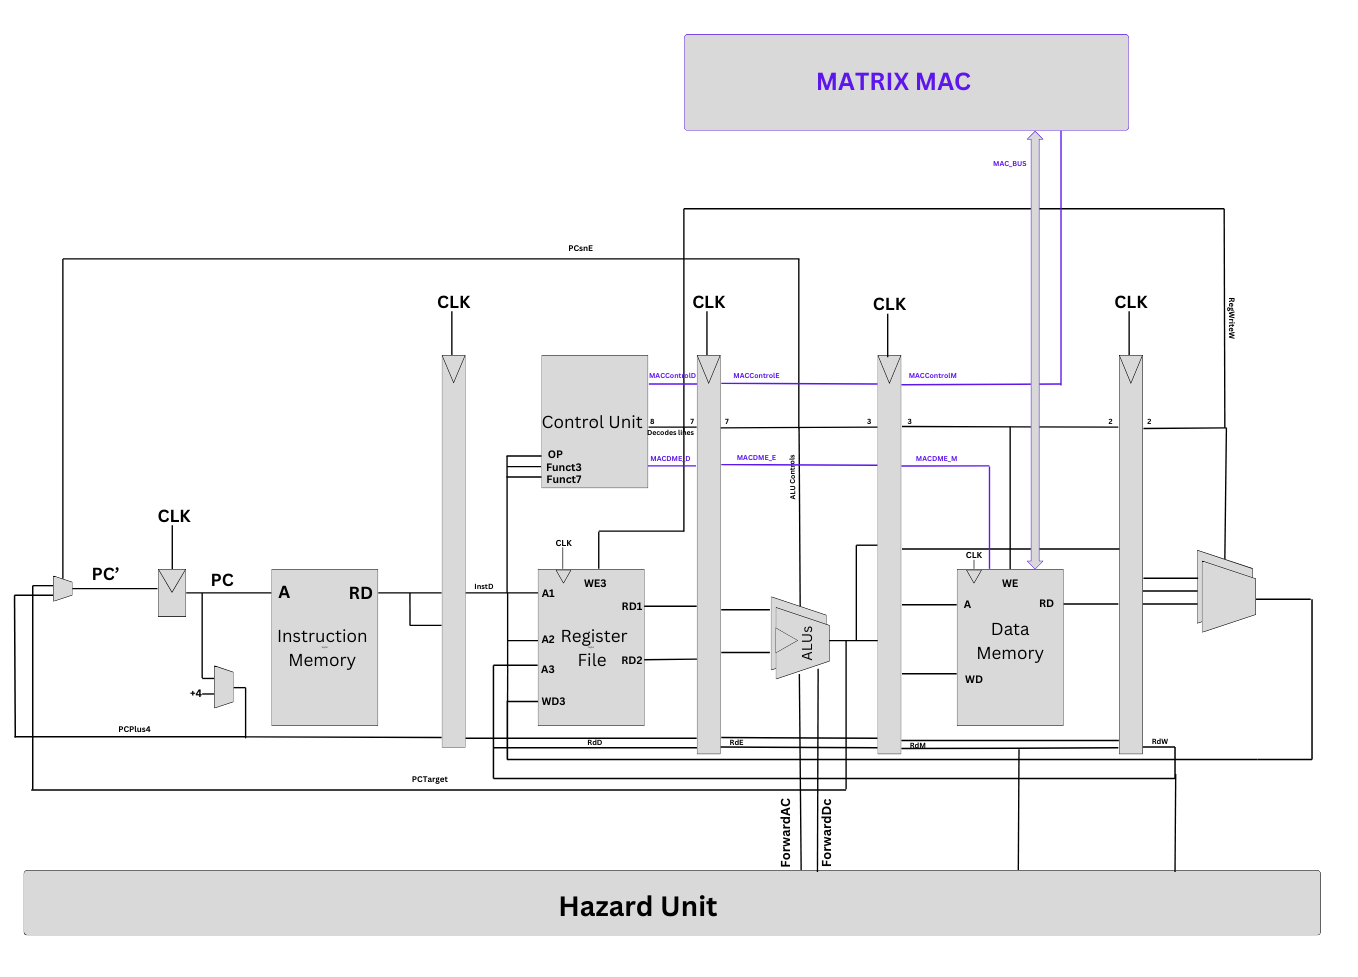 MATRIX MAC
MAC_BUS
PCsnE
CLK
CLK
CLK
CLK
RegWriteW
MACControlD
MACControlE
MACControlM
Control Unit
8
7
7
3
3
2
2
Decodes lines
OP
Funct3
Funct7
MACDME_D
MACDME_E
MACDME_M
ALU Controls
CLK
PC’
PC
A
RD
Instruction
Memory
InstD
CLK
WE3
A1
RD1
A2
Register
File
RD2
A3
WD3
ALUs
CLK
WE
A
RD
Data
Memory
WD
+4
PCPlus4
RdD
RdE
RdM
RdW
PCTarget
ForwardAC
ForwardDc
Hazard Unit